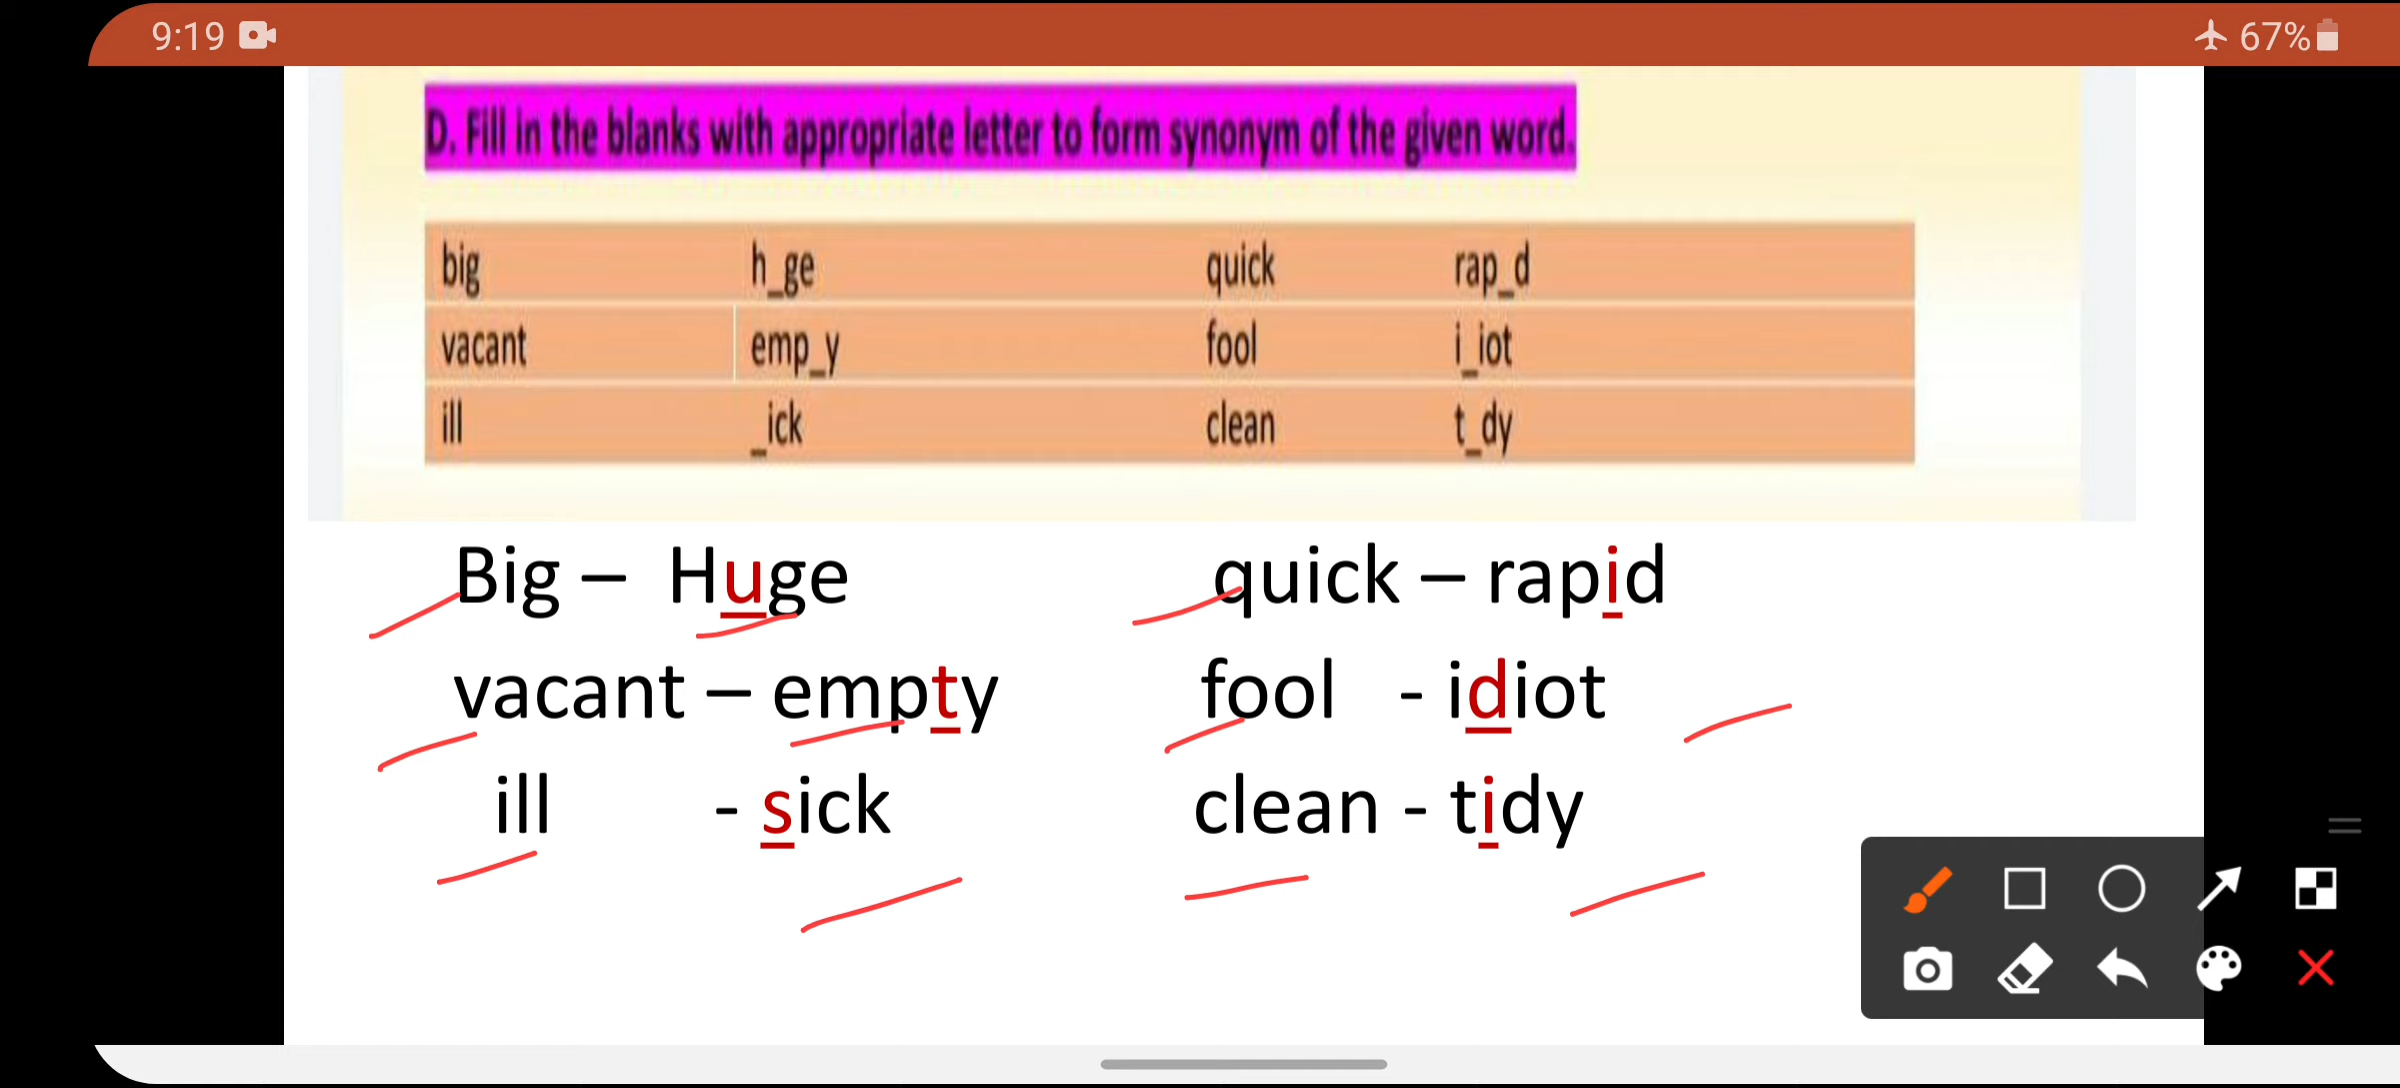 9:19 67%
D. Fill in the blanks with appropriate letter to form synonym of the given word.
big h_ge quick rap_d
vacant emp_y fool i_iot
ill _ick clean t_dy
Big – Huge quick – rapid
vacant – empty fool - idiot
ill - sick clean - tidy